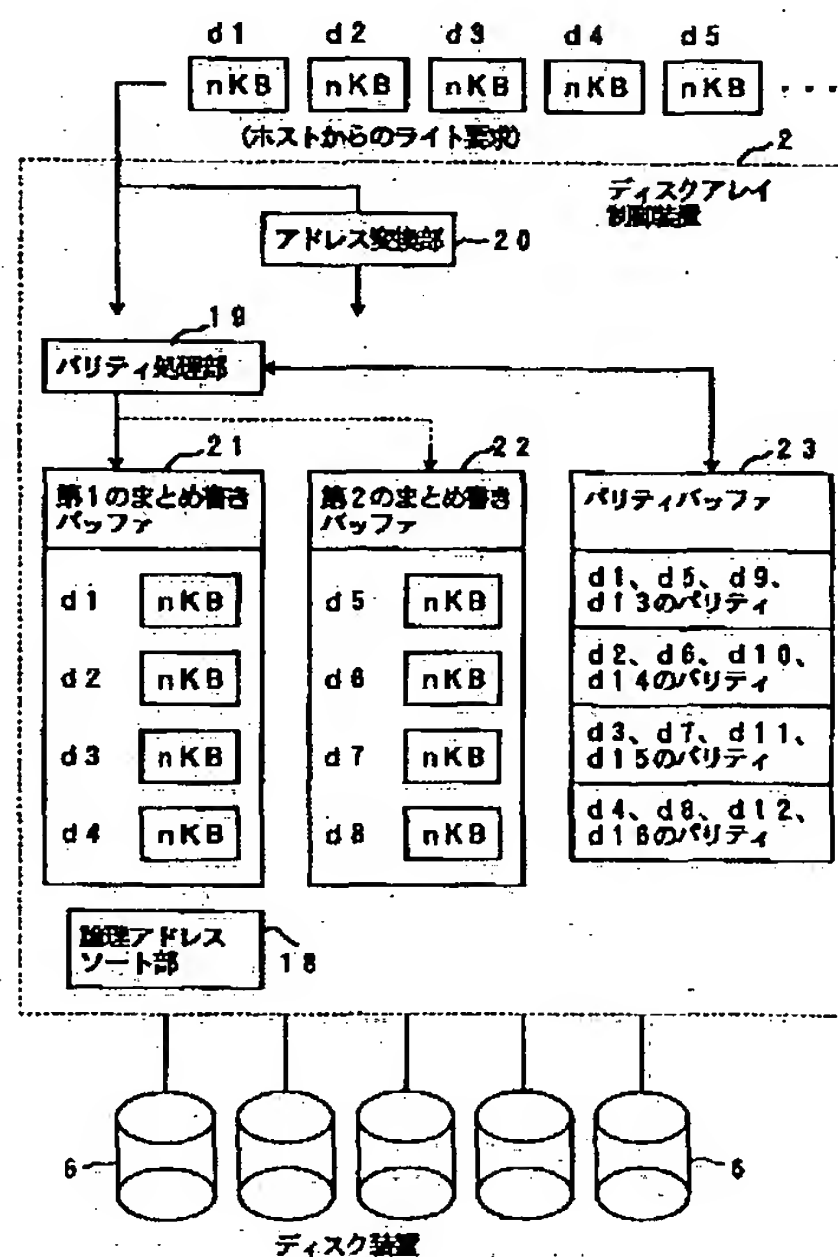 d1 d2 d3 d4 d5
nKB nKB nKB nKB nKB ・・・
(ホストからのライト要求)
2
ディスクアレイ
制御装置
アドレス変換部 20
19
パリティ処理部
21 22 23
第1のまとめ書き
バッファ
第2のまとめ書き
バッファ
パリティバッファ
d1 nKB
d2 nKB
d3 nKB
d4 nKB
d5 nKB
d6 nKB
d7 nKB
d8 nKB
d1、d5、d9、
d13のパリティ
d2、d6、d10、
d14のパリティ
d3、d7、d11、
d15のパリティ
d4、d8、d12、
d16のパリティ
論理アドレス
ソート部
18
6 6
ディスク装置